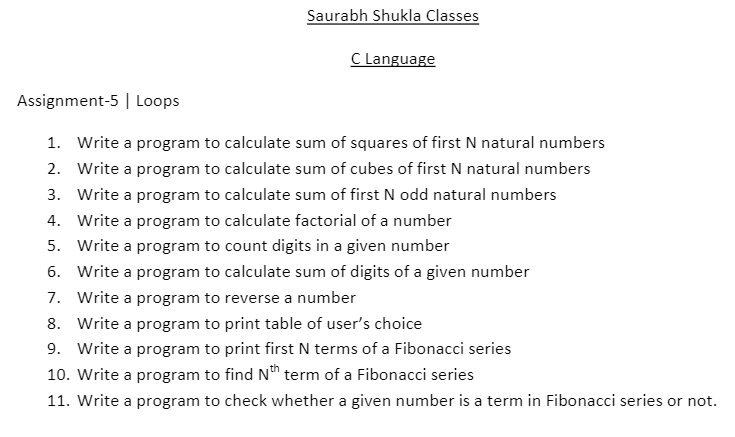 Saurabh Shukla Classes
C Language
Assignment-5 | Loops
1. Write a program to calculate sum of squares of first N natural numbers
2. Write a program to calculate sum of cubes of first N natural numbers
3. Write a program to calculate sum of first N odd natural numbers
4. Write a program to calculate factorial of a number
5. Write a program to count digits in a given number
6. Write a program to calculate sum of digits of a given number
7. Write a program to reverse a number
8. Write a program to print table of user’s choice
9. Write a program to print first N terms of a Fibonacci series
10. Write a program to find Nth term of a Fibonacci series
11. Write a program to check whether a given number is a term in Fibonacci series or not.